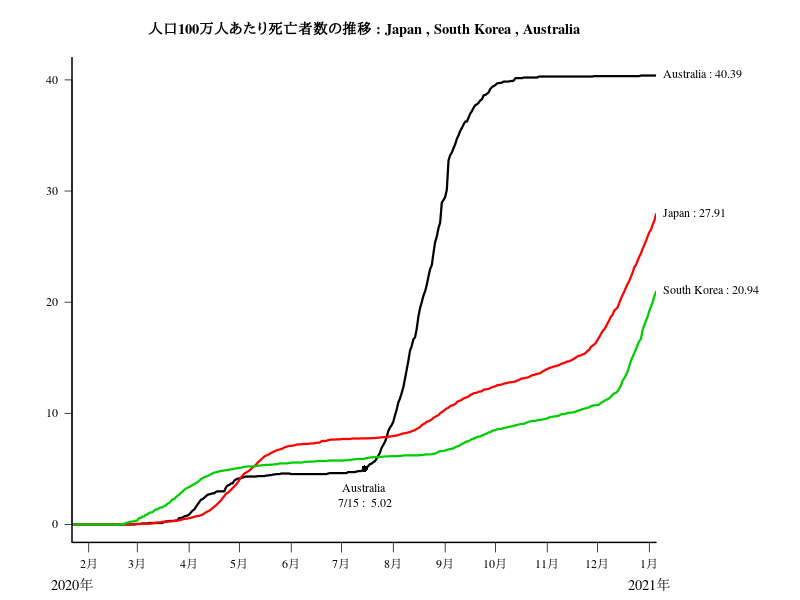 人口100万人あたり死亡者数の推移 : Japan , South Korea , Australia
40
30
20
10
0
Australia : 40.39
Japan : 27.91
South Korea : 20.94
Australia
7/15 : 5.02
2月 3月 4月 5月 6月 7月 8月 9月 10月 11月 12月 1月
2020年 2021年